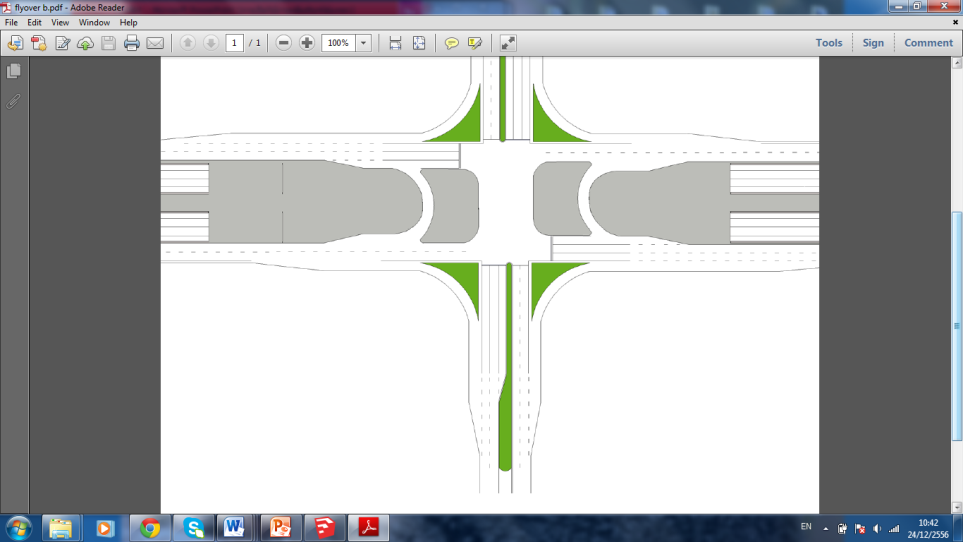 flyover b.pdf - Adobe Reader
File Edit View Window Help
1 / 1 100% Tools Sign Comment
EN 10:42
24/12/2556